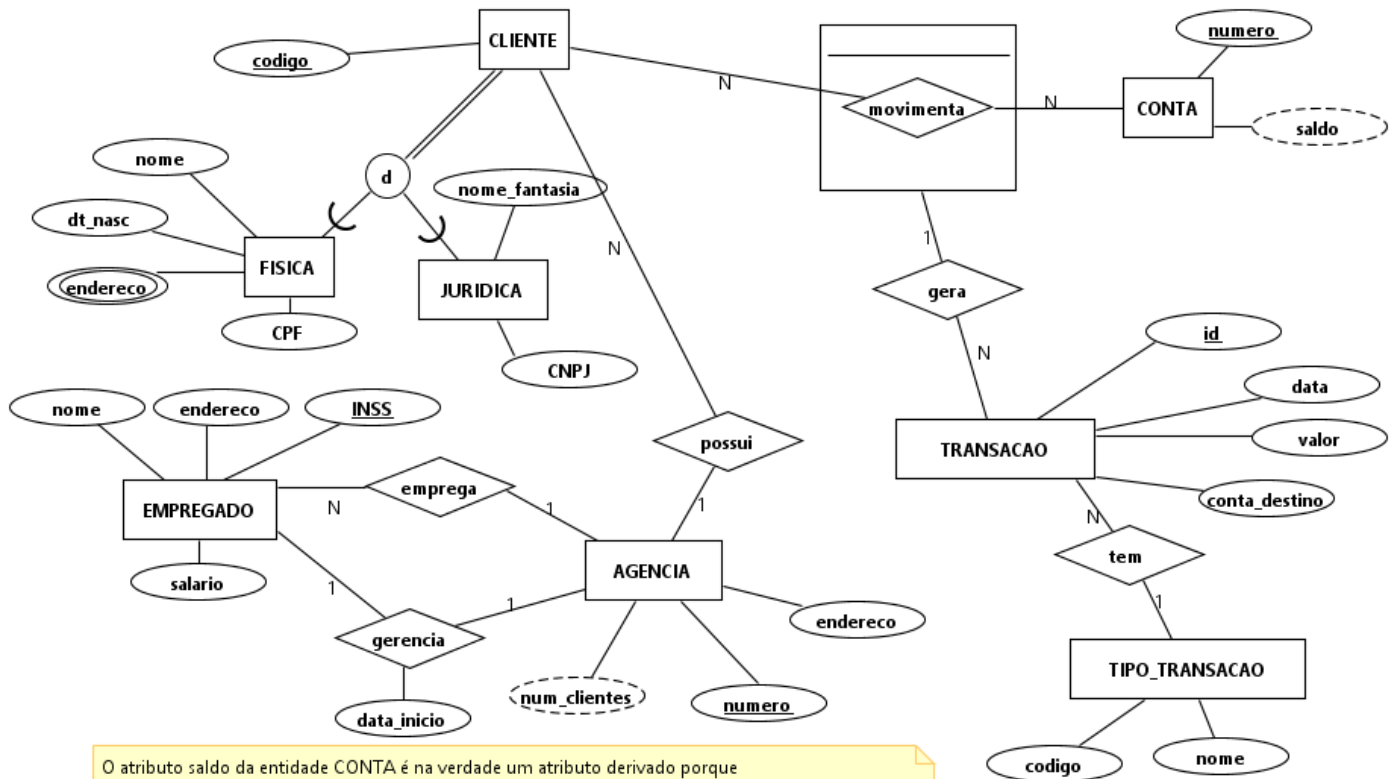 CLIENTE
codigo
numero
N
movimenta
N
CONTA
saldo
nome
d
nome_fantasia
dt_nasc
FISICA
endereco
JURIDICA
CPF
CNPJ
N
1
gera
N
id
data
valor
TRANSACAO
conta_destino
nome
endereco
INSS
possui
EMPREGADO
N
emprega
1
1
N
tem
salario
AGENCIA
1
1
gerencia
1
endereco
TIPO_TRANSACAO
num_clientes
numero
data_inicio
codigo
nome
O atributo saldo da entidade CONTA é na verdade um atributo derivado porque